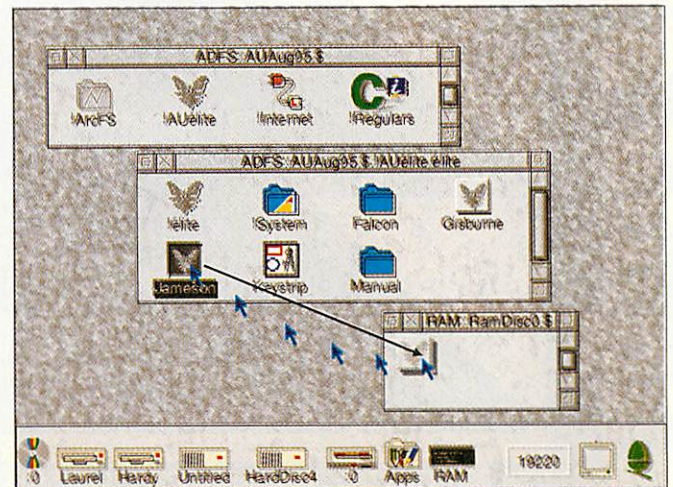 ADFS::AUAug95.$
!ArcFS !AUelite !Internet !Regulars
ADFS::AUAug95.$.!AUelite.elite
!elite !System Falcon Gisburne
Jameson Keystrip Manual
RAM::RamDisc0.$
:0 Laurel Hardy Untitled HardDisc4 :0 Apps RAM 19220